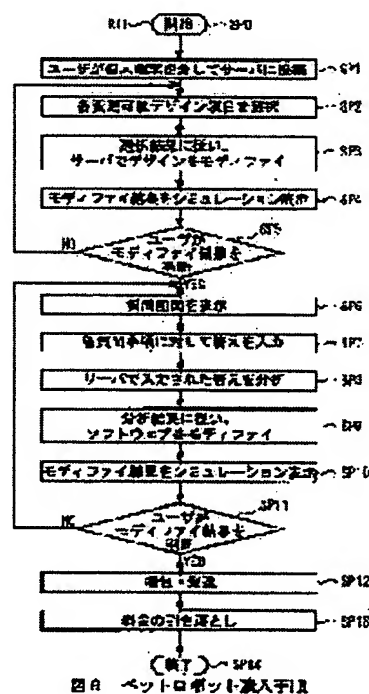 RT1 開始 SP0
ユーザが個人端末を介してサーバに接続 SP1
各変更可能デザイン項目を選択 SP2
選択結果に従い、
サーバでデザインをモディファイ SP3
モディファイ結果をシミュレーション表示 SP4
ユーザが
モディファイ結果を
SP5
NO
YES
質問画面を表示 SP6
各質問事項に対して答えを入力 SP7
サーバで入力された答えを分析 SP8
分析結果に従い、
ソフトウェアをモディファイ SP9
モディファイ結果をシミュレーション表示 SP10
ユーザが
モディファイ結果を
SP11
NO
YES
梱包・発送 SP12
料金の引き落とし SP13
終了 SP14
ペットロボット購入手順